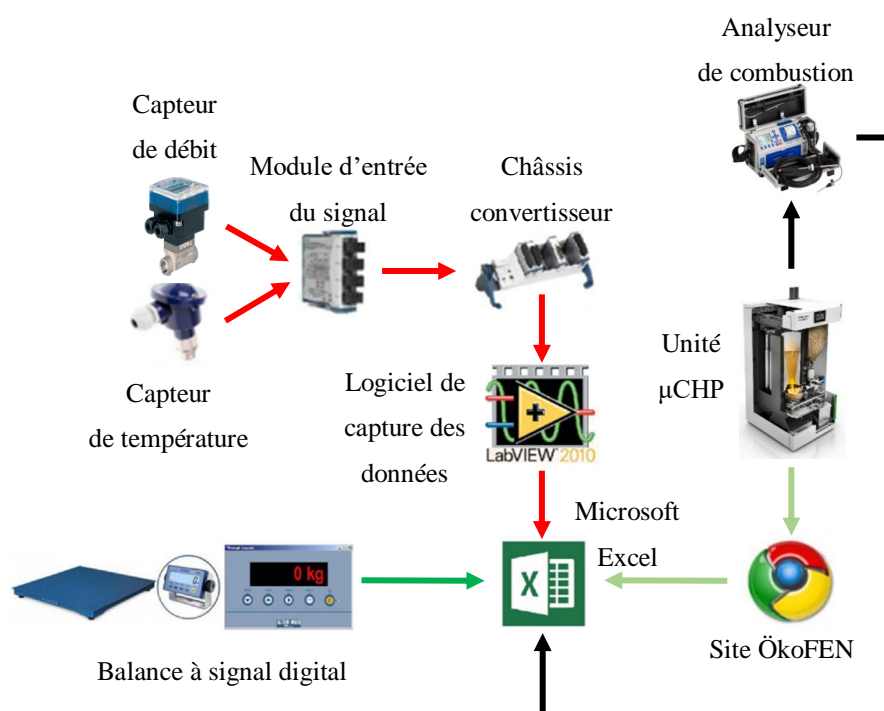 Analyseur
de combustion
Capteur
de débit
Module d'entrée
du signal
Châssis
convertisseur
Capteur
de température
Logiciel de
capture des
données
LabVIEW 2010
Unité
μCHP
Microsoft
Excel
0 kg
Balance à signal digital
Site ÖkoFEN